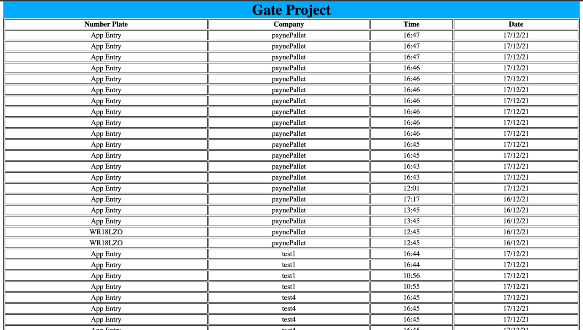 Gate Project
Number Plate Company Time Date
App Entry paynePallet 16:47 17/12/21
App Entry paynePallet 16:47 17/12/21
App Entry paynePallet 16:47 17/12/21
App Entry paynePallet 16:46 17/12/21
App Entry paynePallet 16:46 17/12/21
App Entry paynePallet 16:46 17/12/21
App Entry paynePallet 16:46 17/12/21
App Entry paynePallet 16:46 17/12/21
App Entry paynePallet 16:46 17/12/21
App Entry paynePallet 16:46 17/12/21
App Entry paynePallet 16:45 17/12/21
App Entry paynePallet 16:45 17/12/21
App Entry paynePallet 16:43 17/12/21
App Entry paynePallet 16:43 17/12/21
App Entry paynePallet 12:01 17/12/21
App Entry paynePallet 17:17 16/12/21
App Entry paynePallet 13:45 16/12/21
App Entry paynePallet 13:45 16/12/21
WR18LZO paynePallet 12:45 16/12/21
WR18LZO paynePallet 12:45 16/12/21
App Entry test1 16:44 17/12/21
App Entry test1 16:44 17/12/21
App Entry test1 10:56 17/12/21
App Entry test1 10:55 17/12/21
App Entry test4 16:45 17/12/21
App Entry test4 16:45 17/12/21
App Entry test4 16:45 17/12/21